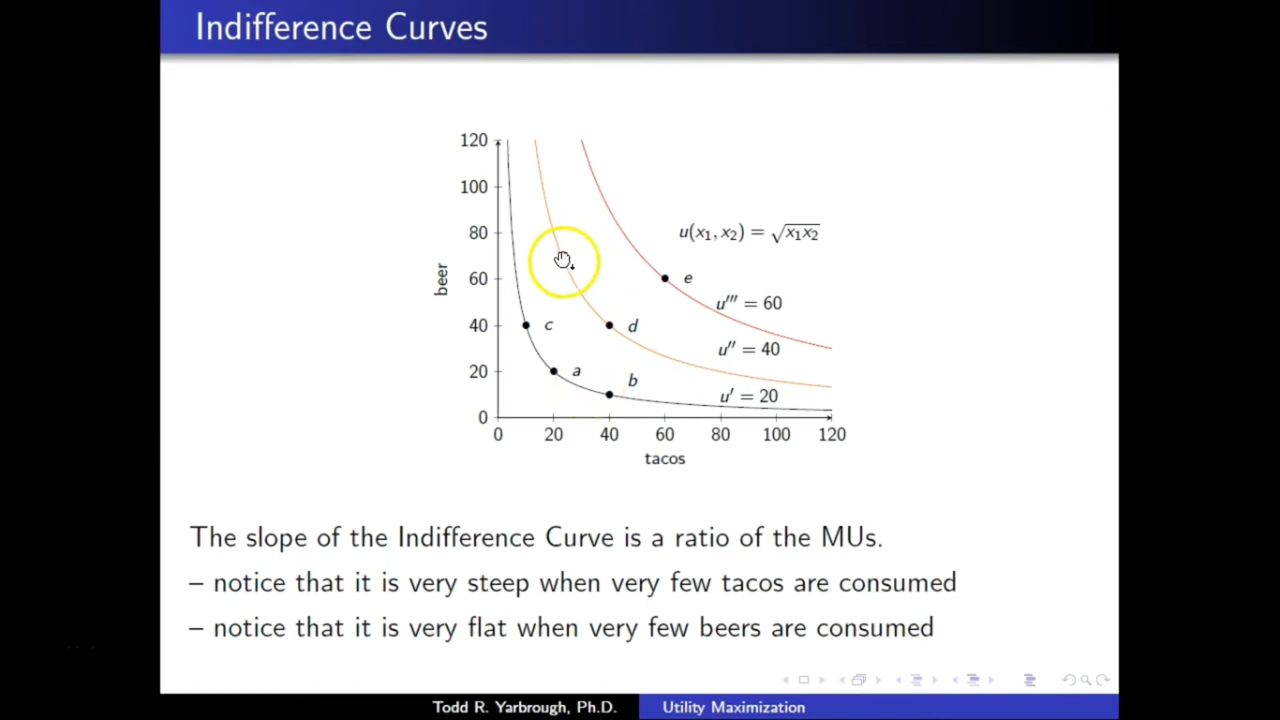 Indifference Curves
120
100
80
60
40
20
0
beer
u(x₁, x₂) = √x₁x₂
e
u''' = 60
c
d
u'' = 40
a
b
u' = 20
0 20 40 60 80 100 120
tacos
The slope of the Indifference Curve is a ratio of the MUs.
– notice that it is very steep when very few tacos are consumed
– notice that it is very flat when very few beers are consumed
Todd R. Yarbrough, Ph.D. Utility Maximization